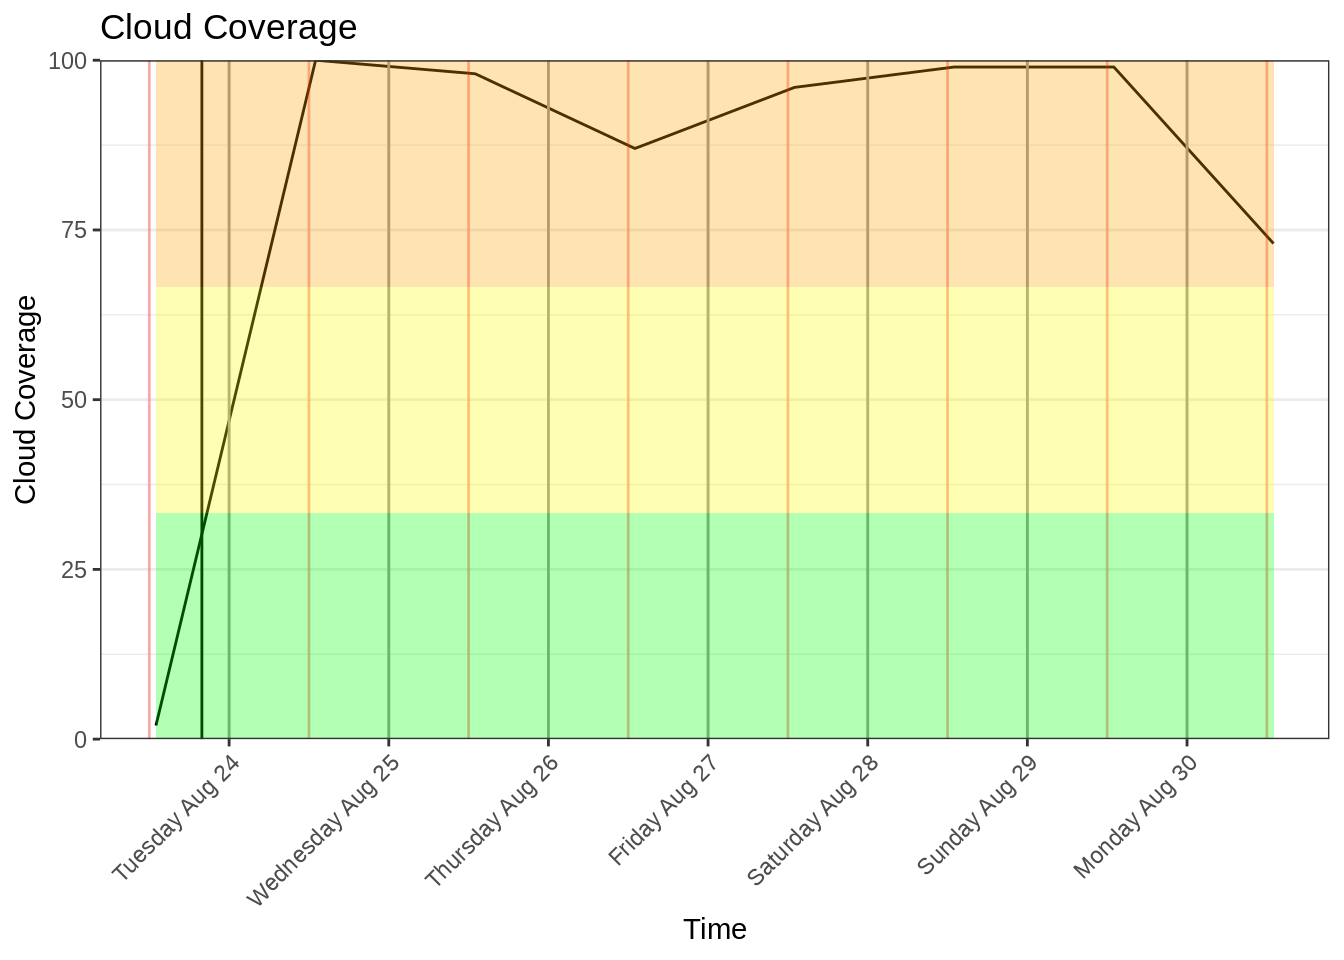 Cloud Coverage
100
75
50
25
0
Cloud Coverage
Tuesday Aug 24
Wednesday Aug 25
Thursday Aug 26
Friday Aug 27
Saturday Aug 28
Sunday Aug 29
Monday Aug 30
Time